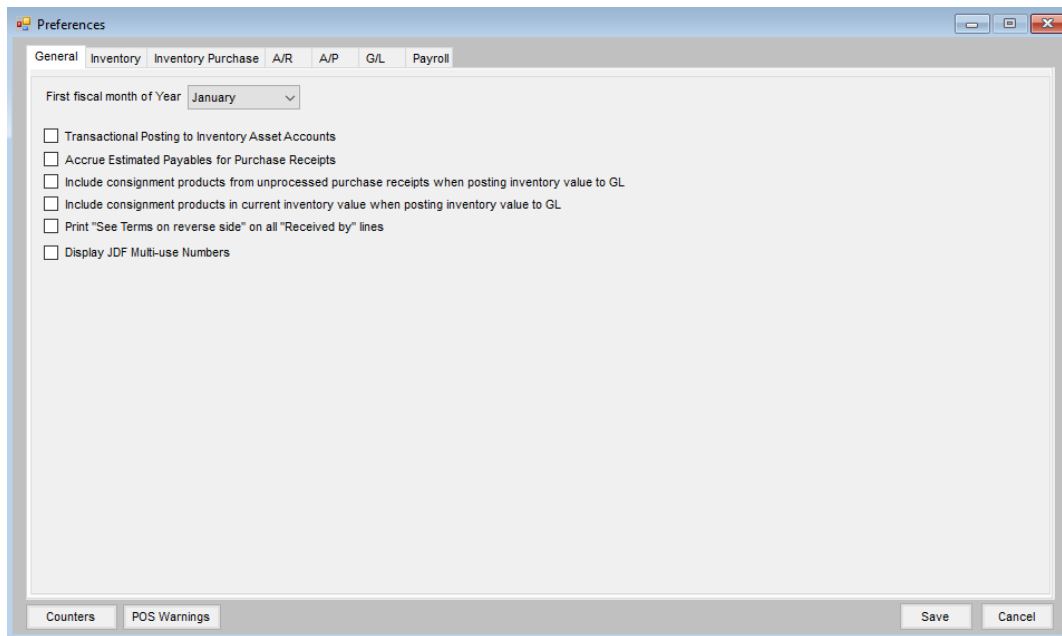 Preferences
General Inventory Inventory Purchase A/R A/P G/L Payroll
First fiscal month of Year January
Transactional Posting to Inventory Asset Accounts
Accrue Estimated Payables for Purchase Receipts
Include consignment products from unprocessed purchase receipts when posting inventory value to GL
Include consignment products in current inventory value when posting inventory value to GL
Print "See Terms on reverse side" on all "Received by" lines
Display JDF Multi-use Numbers
Counters POS Warnings Save Cancel